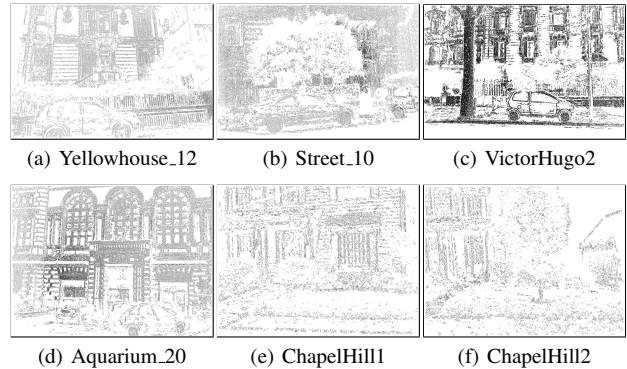 (a) Yellowhouse_12 (b) Street_10 (c) VictorHugo2
(d) Aquarium_20 (e) ChapelHill1 (f) ChapelHill2